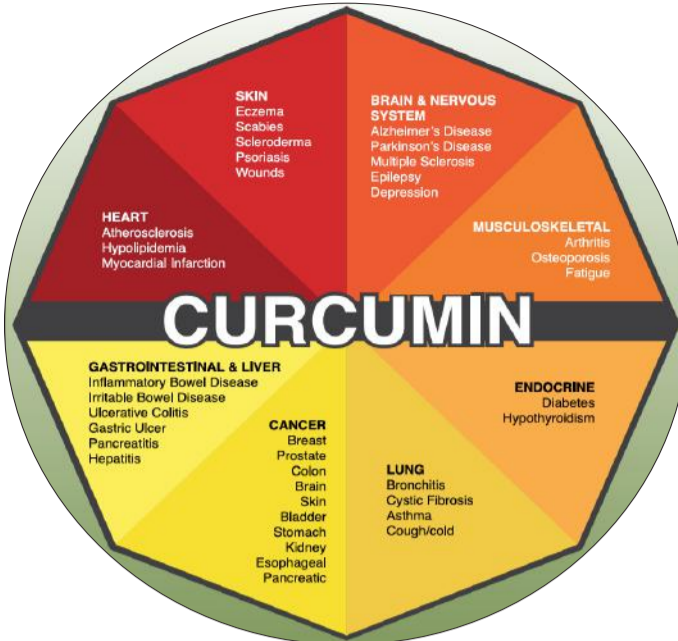 SKIN
Eczema
Scabies
Scleroderma
Psoriasis
Wounds
BRAIN & NERVOUS
SYSTEM
Alzheimer's Disease
Parkinson's Disease
Multiple Sclerosis
Epilepsy
Depression
HEART
Atherosclerosis
Hypolipidemia
Myocardial Infarction
MUSCULOSKELETAL
Arthritis
Osteoporosis
Fatigue
CURCUMIN
GASTROINTESTINAL & LIVER
Inflammatory Bowel Disease
Irritable Bowel Disease
Ulcerative Colitis
Gastric Ulcer
Pancreatitis
Hepatitis
CANCER
Breast
Prostate
Colon
Brain
Skin
Bladder
Stomach
Kidney
Esophageal
Pancreatic
LUNG
Bronchitis
Cystic Fibrosis
Asthma
Cough/cold
ENDOCRINE
Diabetes
Hypothyroidism